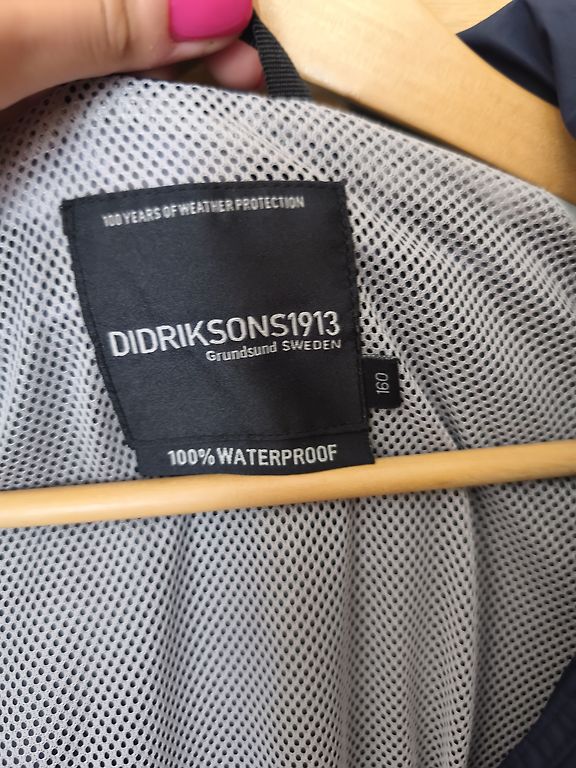 100 YEARS OF WEATHER PROTECTION
DIDRIKSONS1913
Grundsund SWEDEN
160
100% WATERPROOF